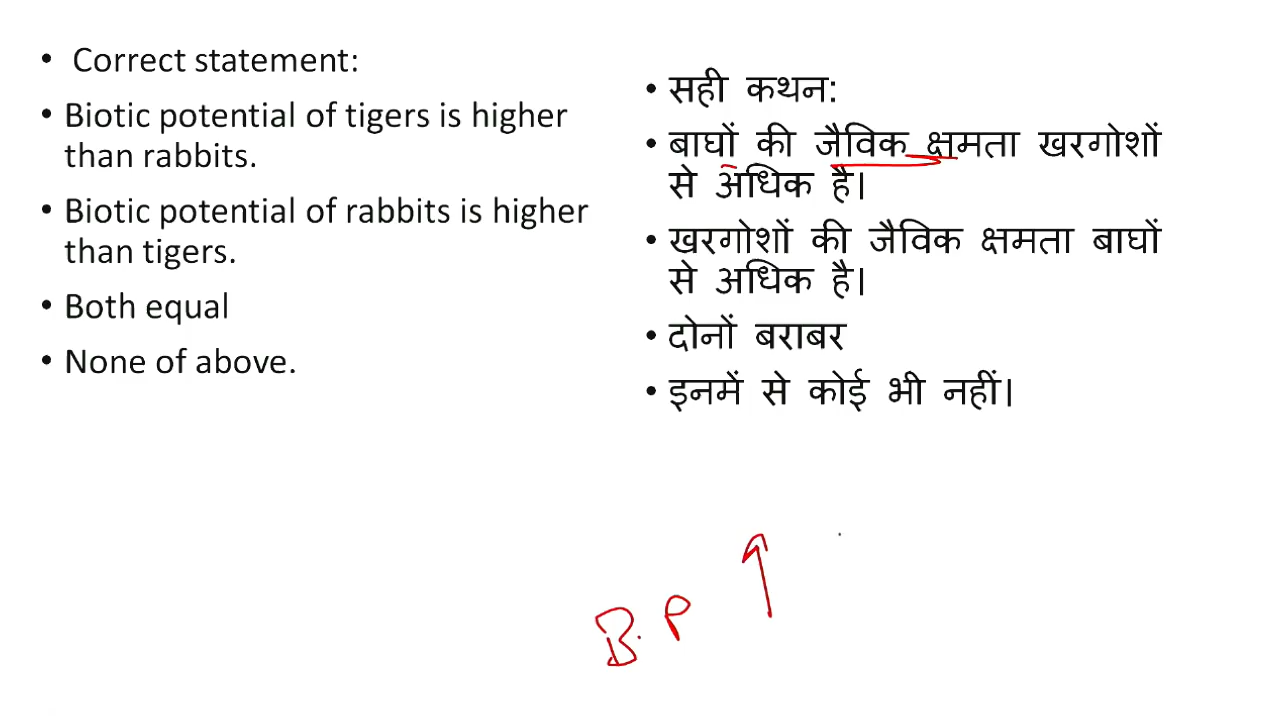 • Correct statement:
• Biotic potential of tigers is higher
than rabbits.
• Biotic potential of rabbits is higher
than tigers.
• Both equal
• None of above.
• सही कथन:
• बाघों की जैविक क्षमता खरगोशों
से अधिक है।
• खरगोशों की जैविक क्षमता बाघों
से अधिक है।
• दोनों बराबर
• इनमें से कोई भी नहीं।
B.P ↑